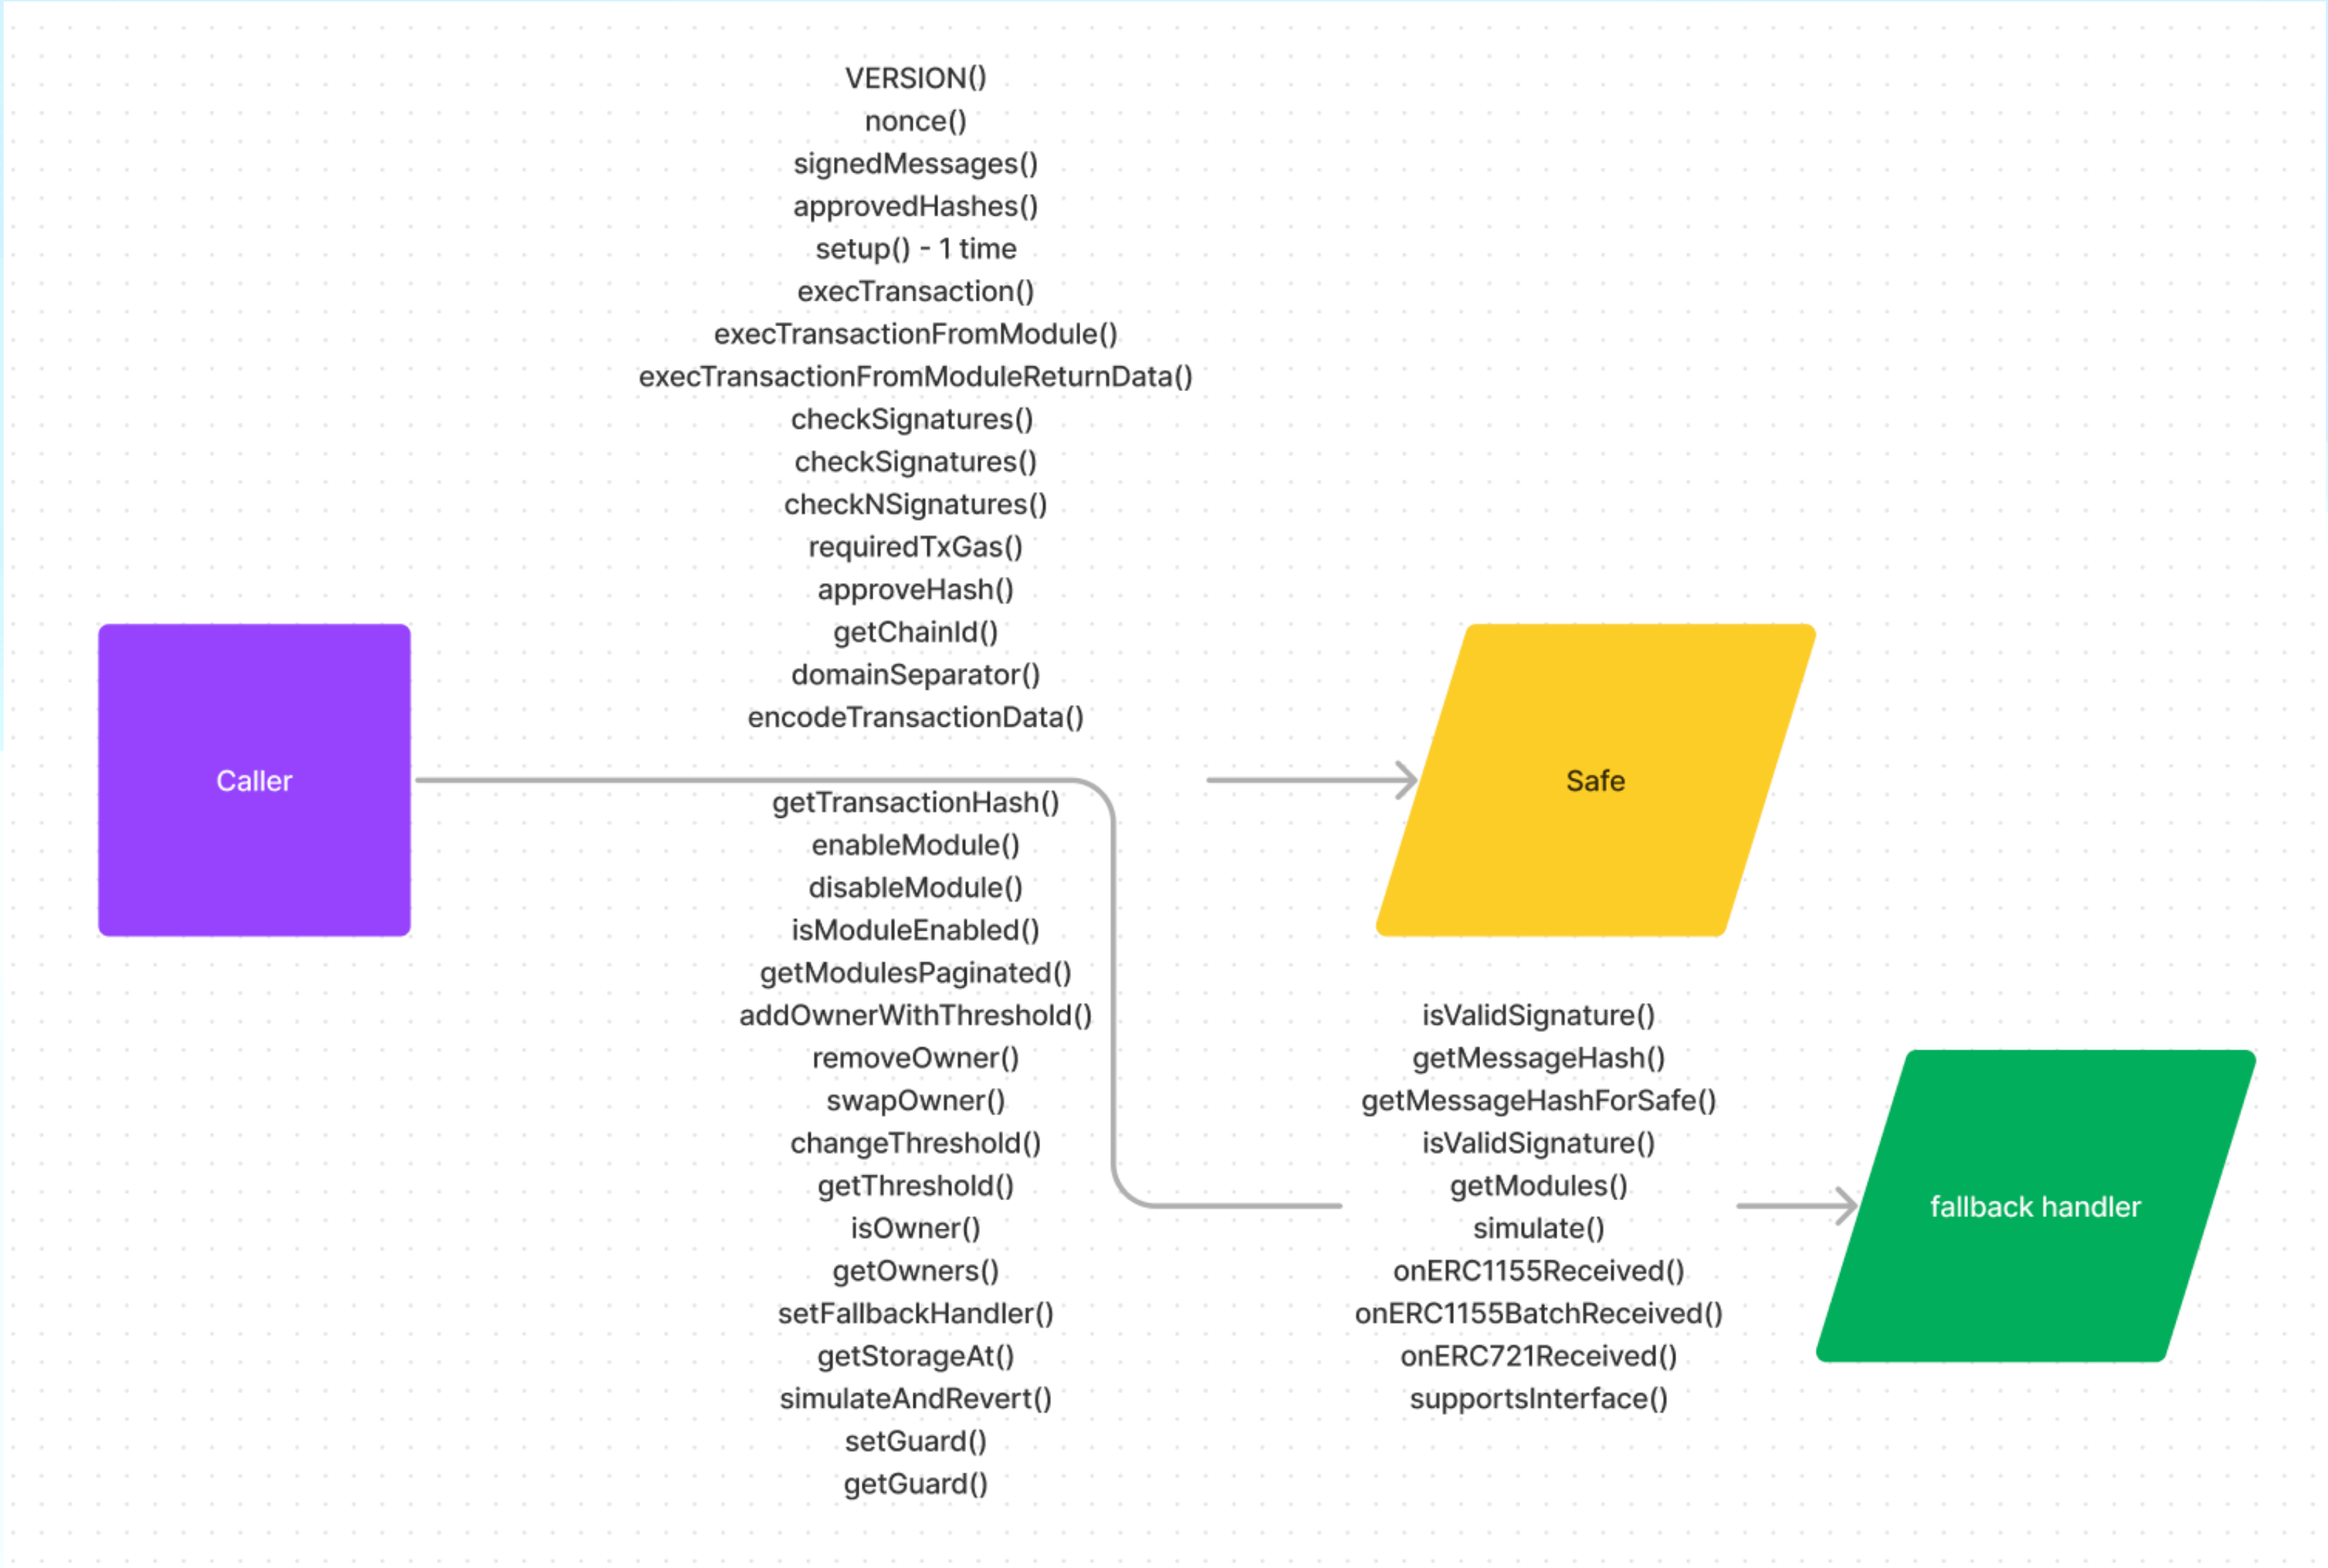 VERSION()
nonce()
signedMessages()
approvedHashes()
setup() - 1 time
execTransaction()
execTransactionFromModule()
execTransactionFromModuleReturnData()
checkSignatures()
checkSignatures()
checkNSignatures()
requiredTxGas()
approveHash()
getChainId()
domainSeparator()
encodeTransactionData()
Caller
Safe
getTransactionHash()
enableModule()
disableModule()
isModuleEnabled()
getModulesPaginated()
addOwnerWithThreshold()
removeOwner()
swapOwner()
changeThreshold()
getThreshold()
isOwner()
getOwners()
setFallbackHandler()
getStorageAt()
simulateAndRevert()
setGuard()
getGuard()
isValidSignature()
getMessageHash()
getMessageHashForSafe()
isValidSignature()
getModules()
simulate()
onERC1155Received()
onERC1155BatchReceived()
onERC721Received()
supportsInterface()
fallback handler